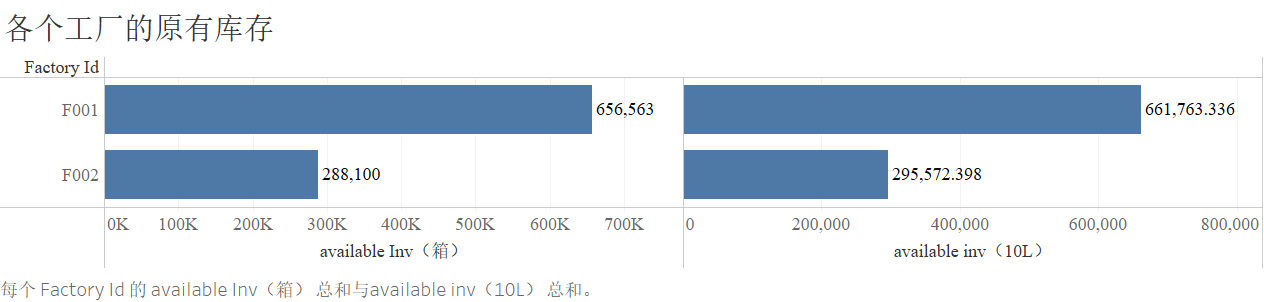 各个工厂的原有库存
Factory Id
F001 656,563 661,763.336
F002 288,100 295,572.398
0K 100K 200K 300K 400K 500K 600K 700K 0 200,000 400,000 600,000 800,000
available Inv（箱） available inv（10L）
每个 Factory Id 的 available Inv（箱） 总和与available inv（10L） 总和。